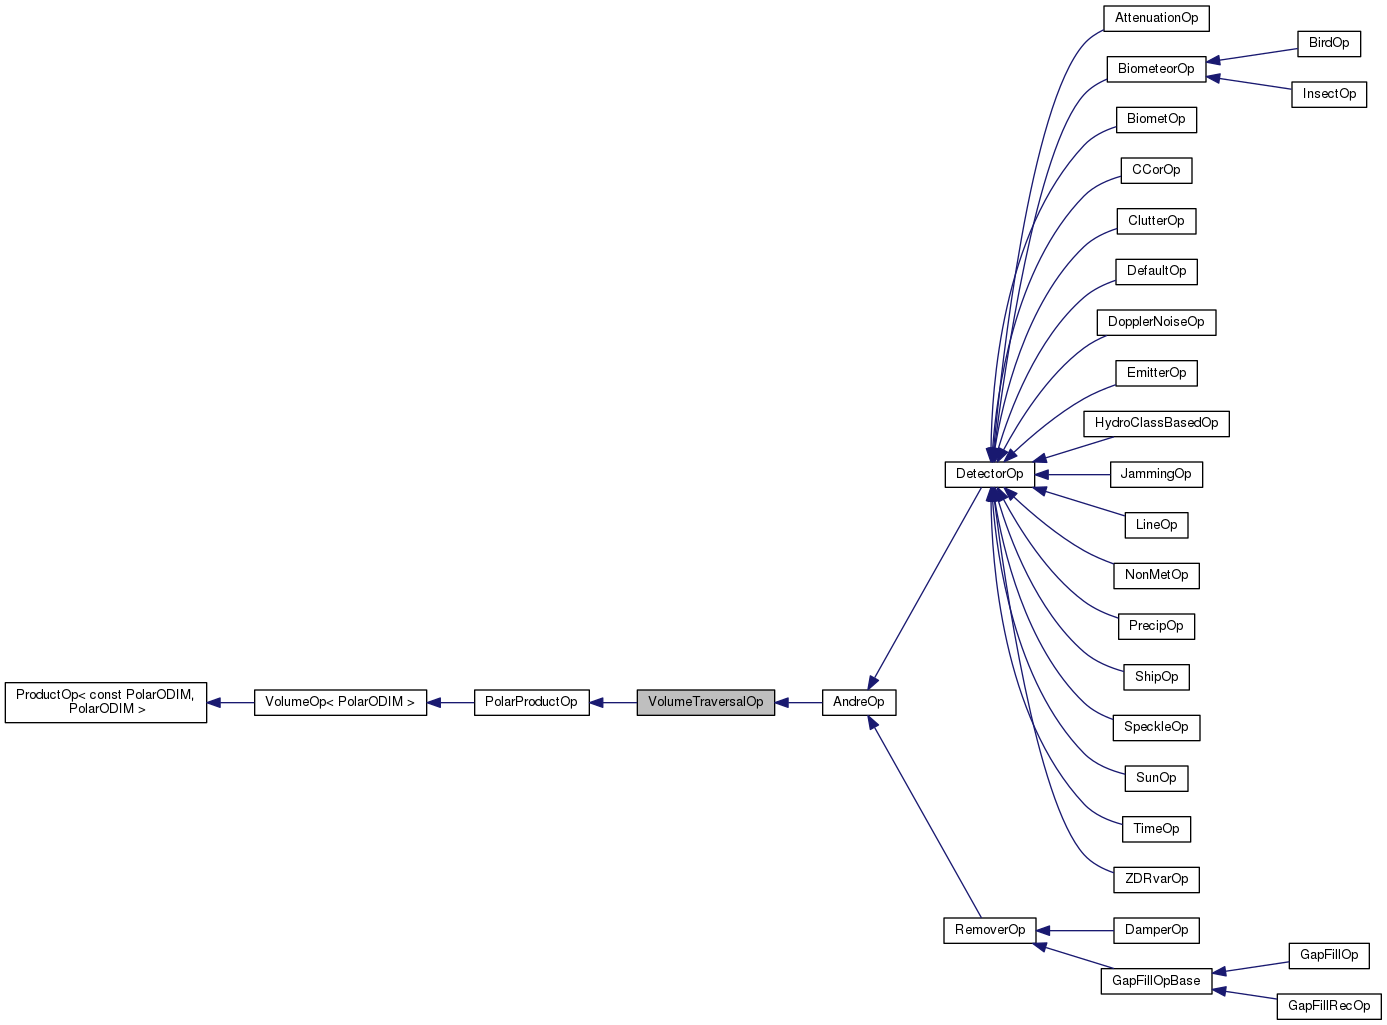 AttenuationOp
BiometeorOp
BirdOp
InsectOp
BiometOp
CCorOp
ClutterOp
DefaultOp
DopplerNoiseOp
EmitterOp
HydroClassBasedOp
DetectorOp
JammingOp
LineOp
NonMetOp
PrecipOp
ShipOp
ProductOp< const PolarODIM,
PolarODIM >
VolumeOp< PolarODIM >
PolarProductOp
VolumeTraversalOp
AndreOp
SpeckleOp
SunOp
TimeOp
ZDRvarOp
RemoverOp
DamperOp
GapFillOpBase
GapFillOp
GapFillRecOp